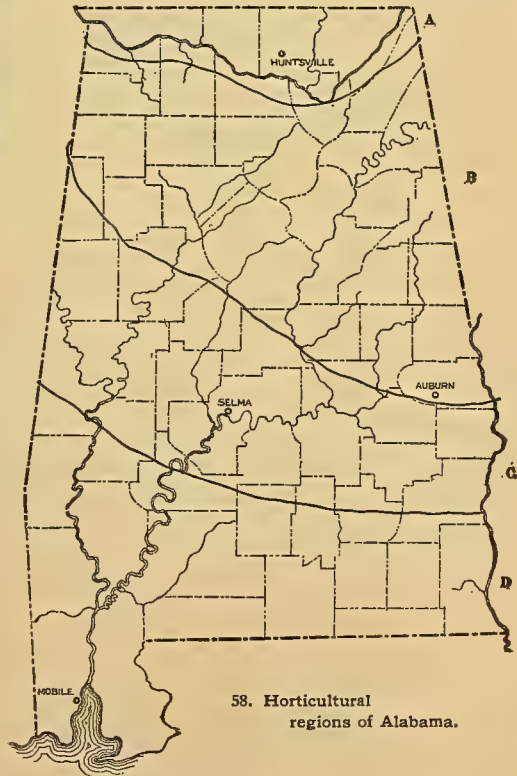 A
HUNTSVILLE
B
AUBURN
SELMA
C
D
MOBILE
58. Horticultural
regions of Alabama.